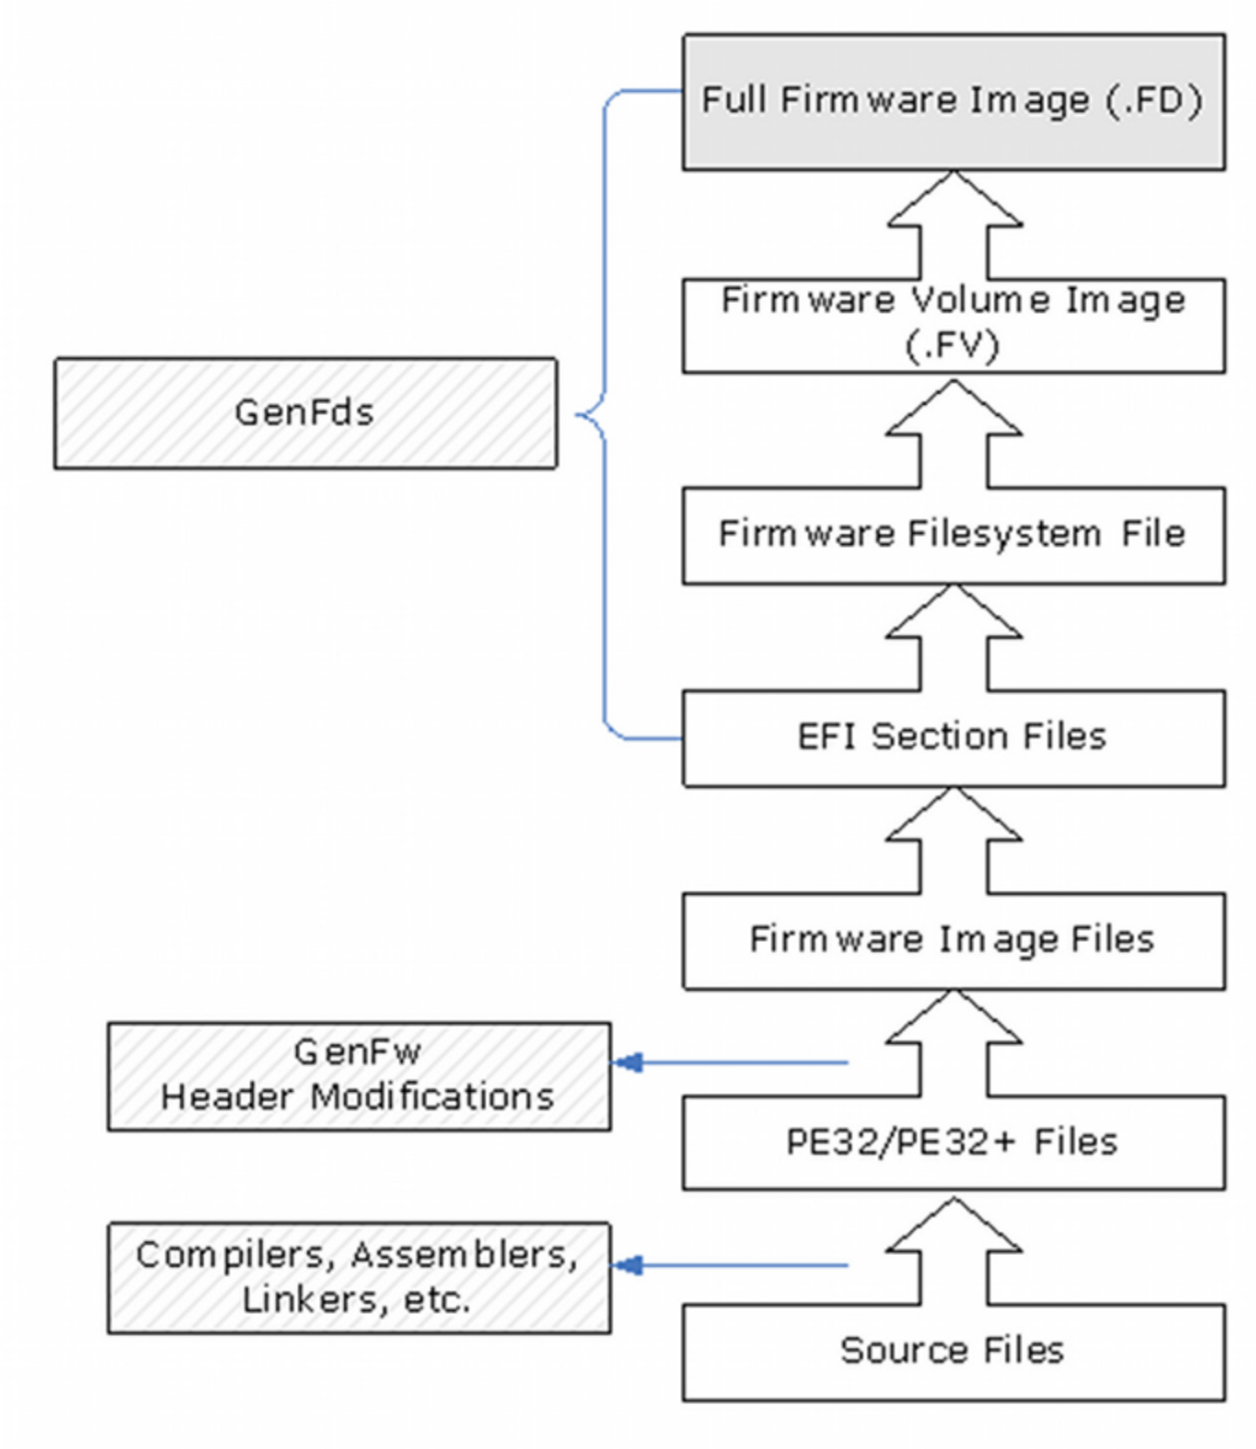 Full Firmware Image (.FD)
Firmware Volume Image
(.FV)
GenFds
Firmware Filesystem File
EFI Section Files
Firmware Image Files
GenFw
Header Modifications
PE32/PE32+ Files
Compilers, Assemblers,
Linkers, etc.
Source Files